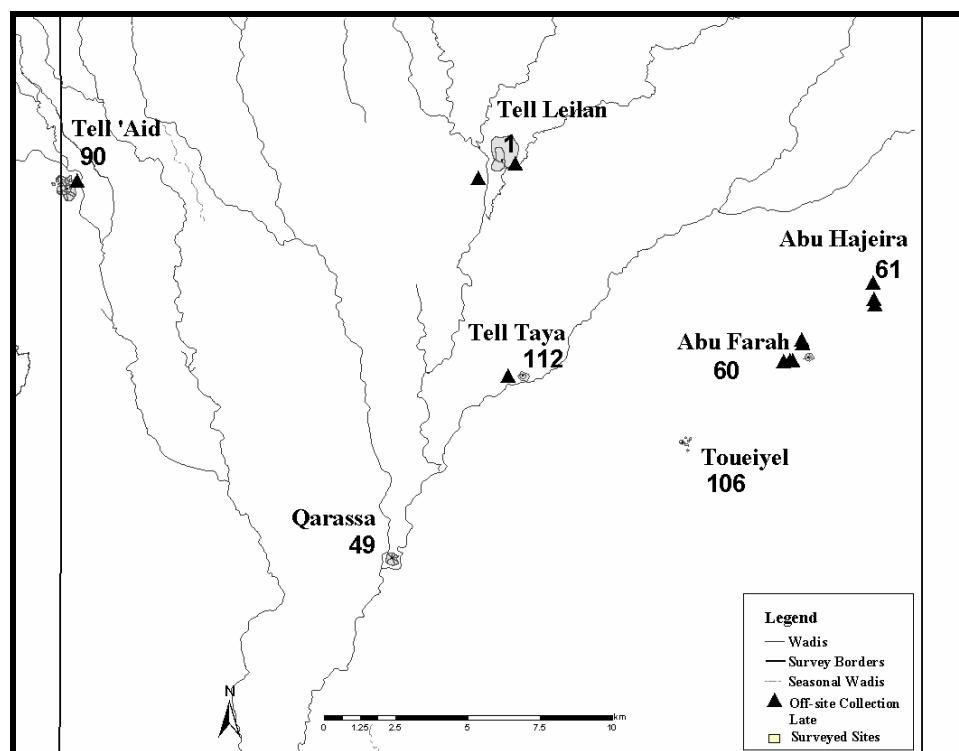 Tell Leilan
1
Tell 'Aid
90
Abu Hajeira
61
Tell Taya
112
Abu Farah
60
Toueiyel
106
Qarassa
49
N
0 1.25 2.5 5 7.5 10 km
Legend
Wadis
Survey Borders
Seasonal Wadis
Off-site Collection
Late
Surveyed Sites